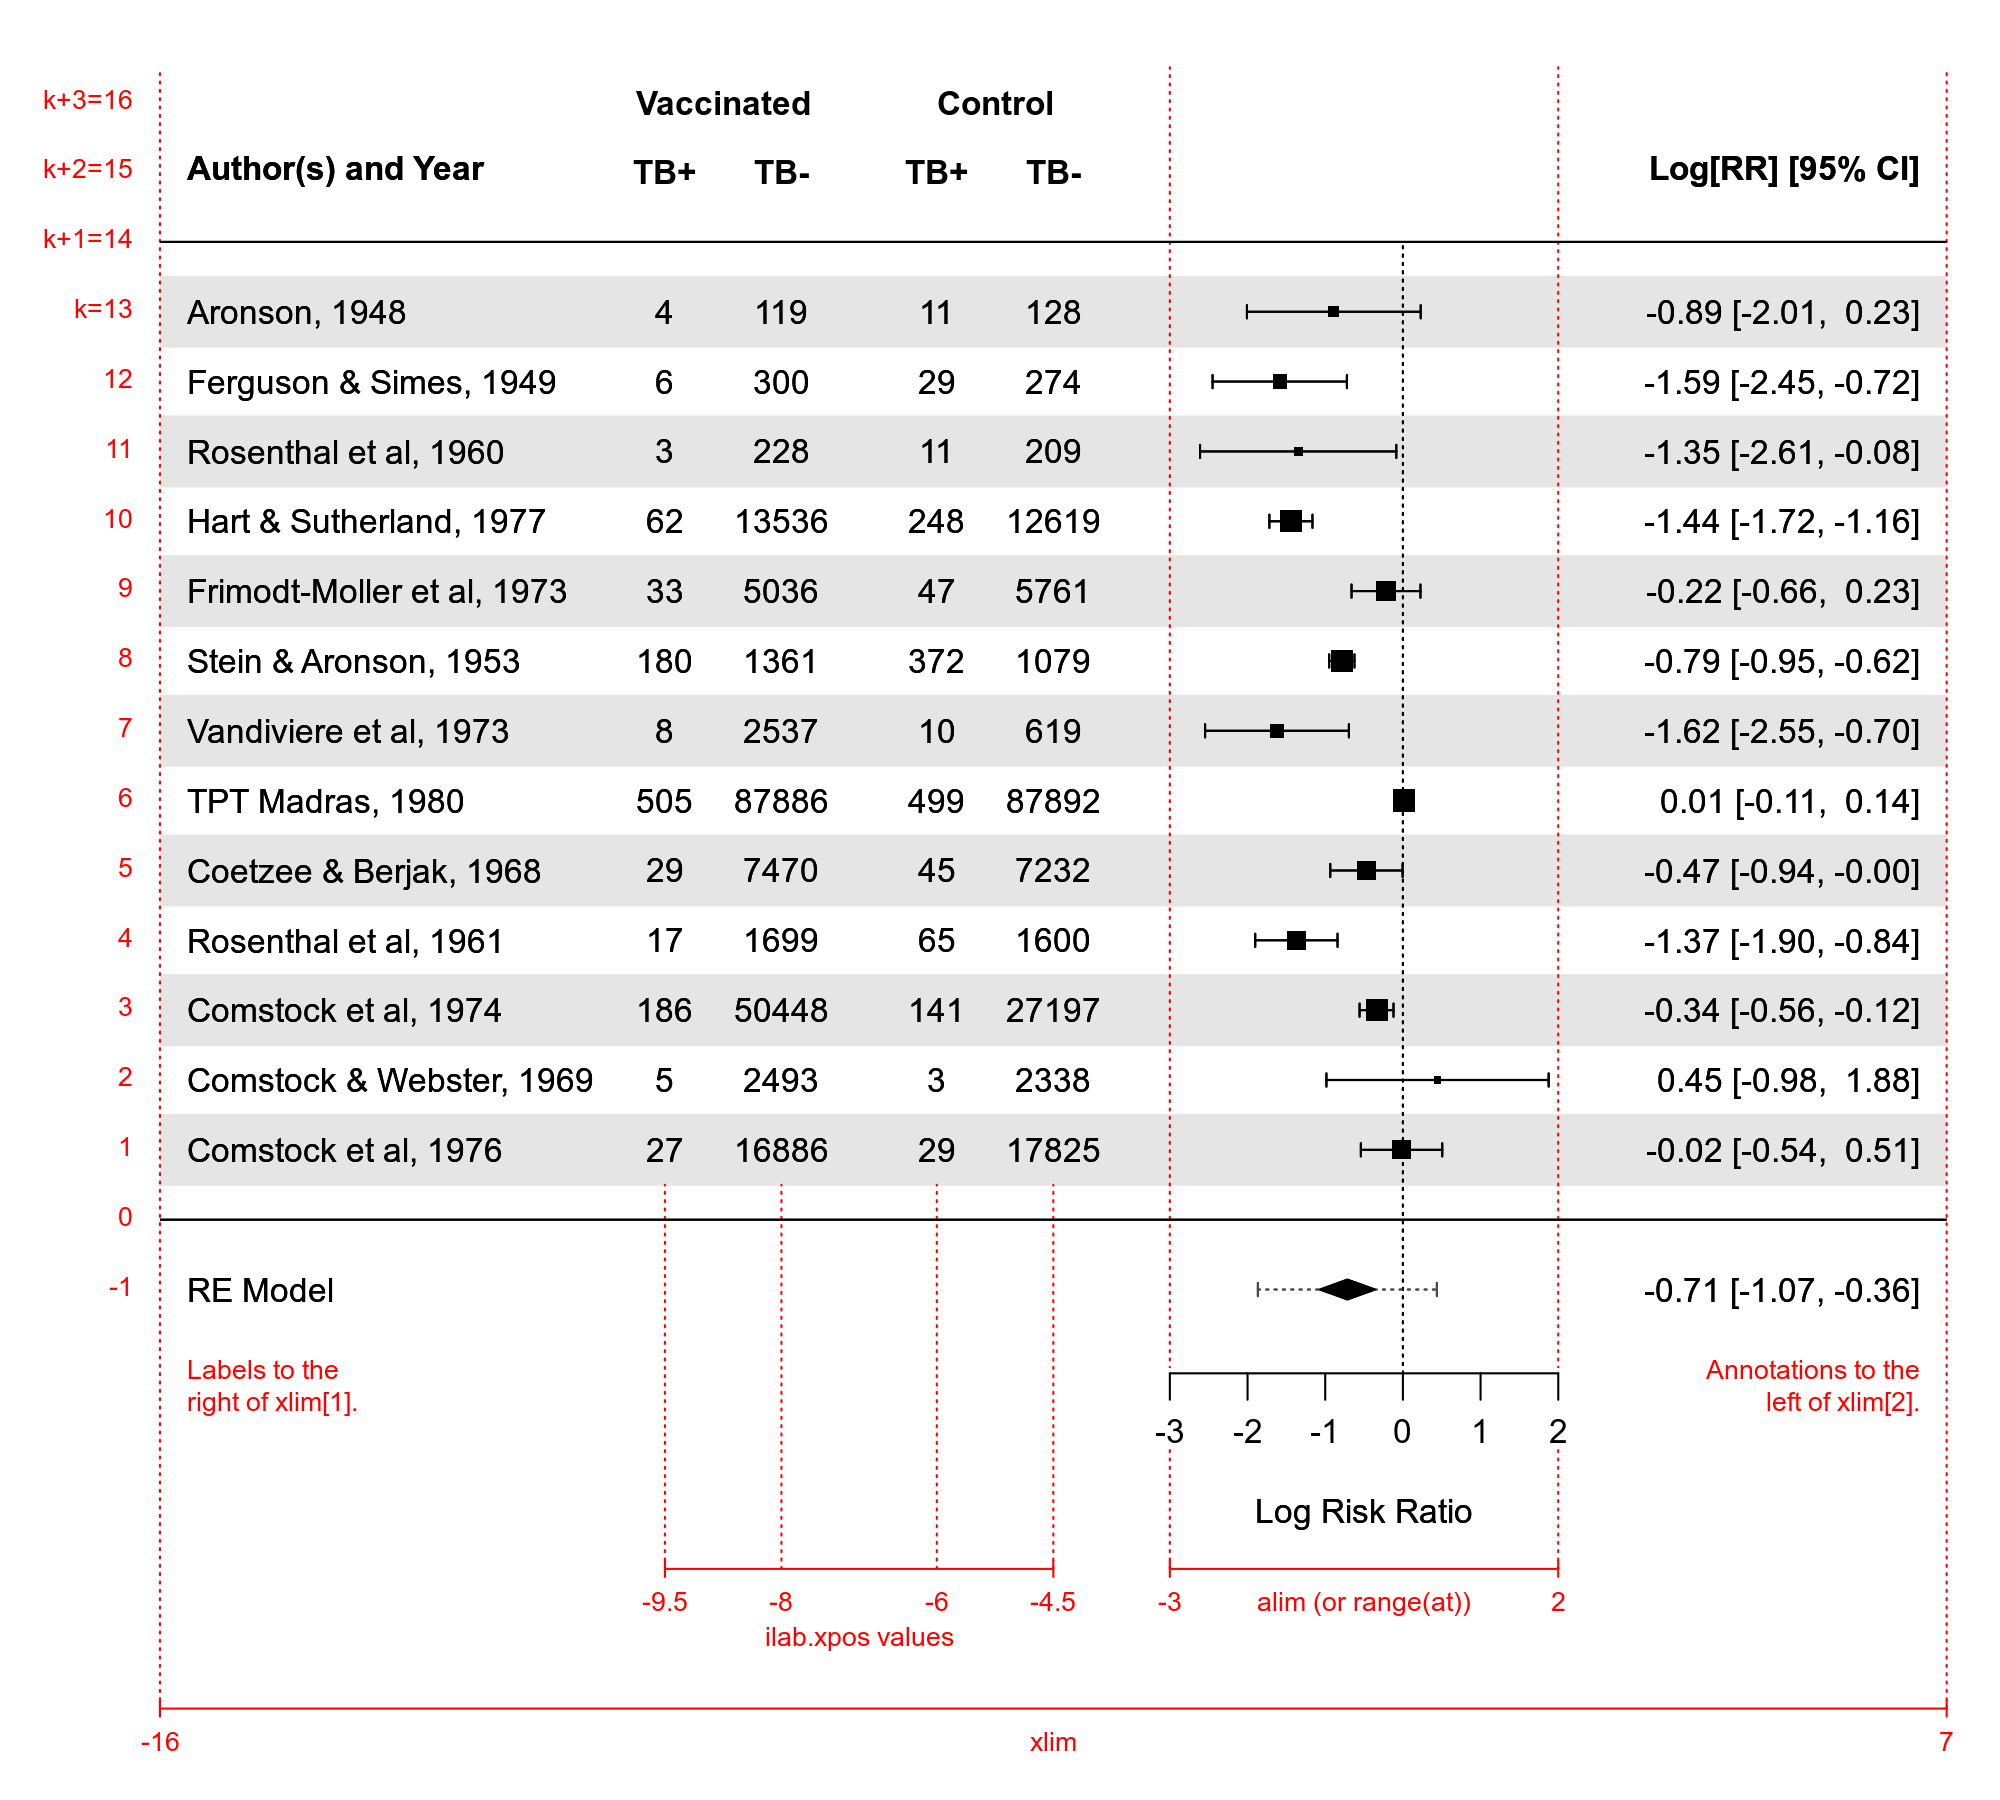 k+3=16 Vaccinated Control
k+2=15 Author(s) and Year TB+ TB- TB+ TB- Log[RR] [95% CI]
k+1=14
k=13 Aronson, 1948 4 119 11 128 -0.89 [-2.01, 0.23]
12 Ferguson & Simes, 1949 6 300 29 274 -1.59 [-2.45, -0.72]
11 Rosenthal et al, 1960 3 228 11 209 -1.35 [-2.61, -0.08]
10 Hart & Sutherland, 1977 62 13536 248 12619 -1.44 [-1.72, -1.16]
9 Frimodt-Moller et al, 1973 33 5036 47 5761 -0.22 [-0.66, 0.23]
8 Stein & Aronson, 1953 180 1361 372 1079 -0.79 [-0.95, -0.62]
7 Vandiviere et al, 1973 8 2537 10 619 -1.62 [-2.55, -0.70]
6 TPT Madras, 1980 505 87886 499 87892 0.01 [-0.11, 0.14]
5 Coetzee & Berjak, 1968 29 7470 45 7232 -0.47 [-0.94, -0.00]
4 Rosenthal et al, 1961 17 1699 65 1600 -1.37 [-1.90, -0.84]
3 Comstock et al, 1974 186 50448 141 27197 -0.34 [-0.56, -0.12]
2 Comstock & Webster, 1969 5 2493 3 2338 0.45 [-0.98, 1.88]
1 Comstock et al, 1976 27 16886 29 17825 -0.02 [-0.54, 0.51]
0
-1 RE Model -0.71 [-1.07, -0.36]
Labels to the
right of xlim[1].
Annotations to the
left of xlim[2].
-3 -2 -1 0 1 2
Log Risk Ratio
-9.5 -8 -6 -4.5 -3 alim (or range(at)) 2
ilab.xpos values
-16 xlim 7